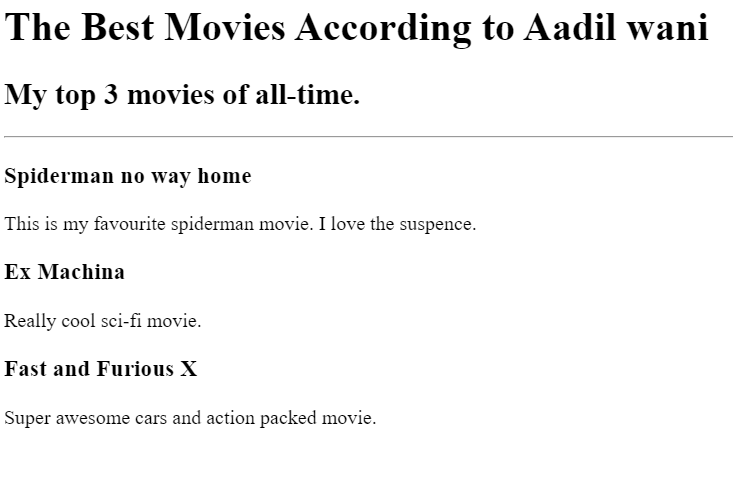 The Best Movies According to Aadil wani
My top 3 movies of all-time.
Spiderman no way home
This is my favourite spiderman movie. I love the suspence.
Ex Machina
Really cool sci-fi movie.
Fast and Furious X
Super awesome cars and action packed movie.